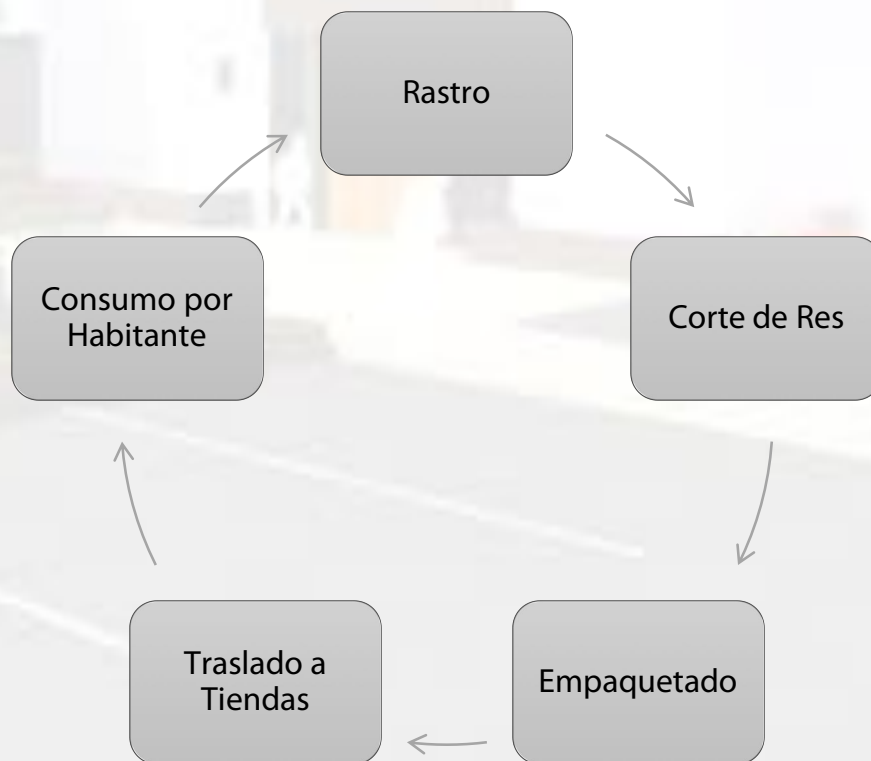 Rastro
Corte de Res
Empaquetado
Traslado a
Tiendas
Consumo por
Habitante